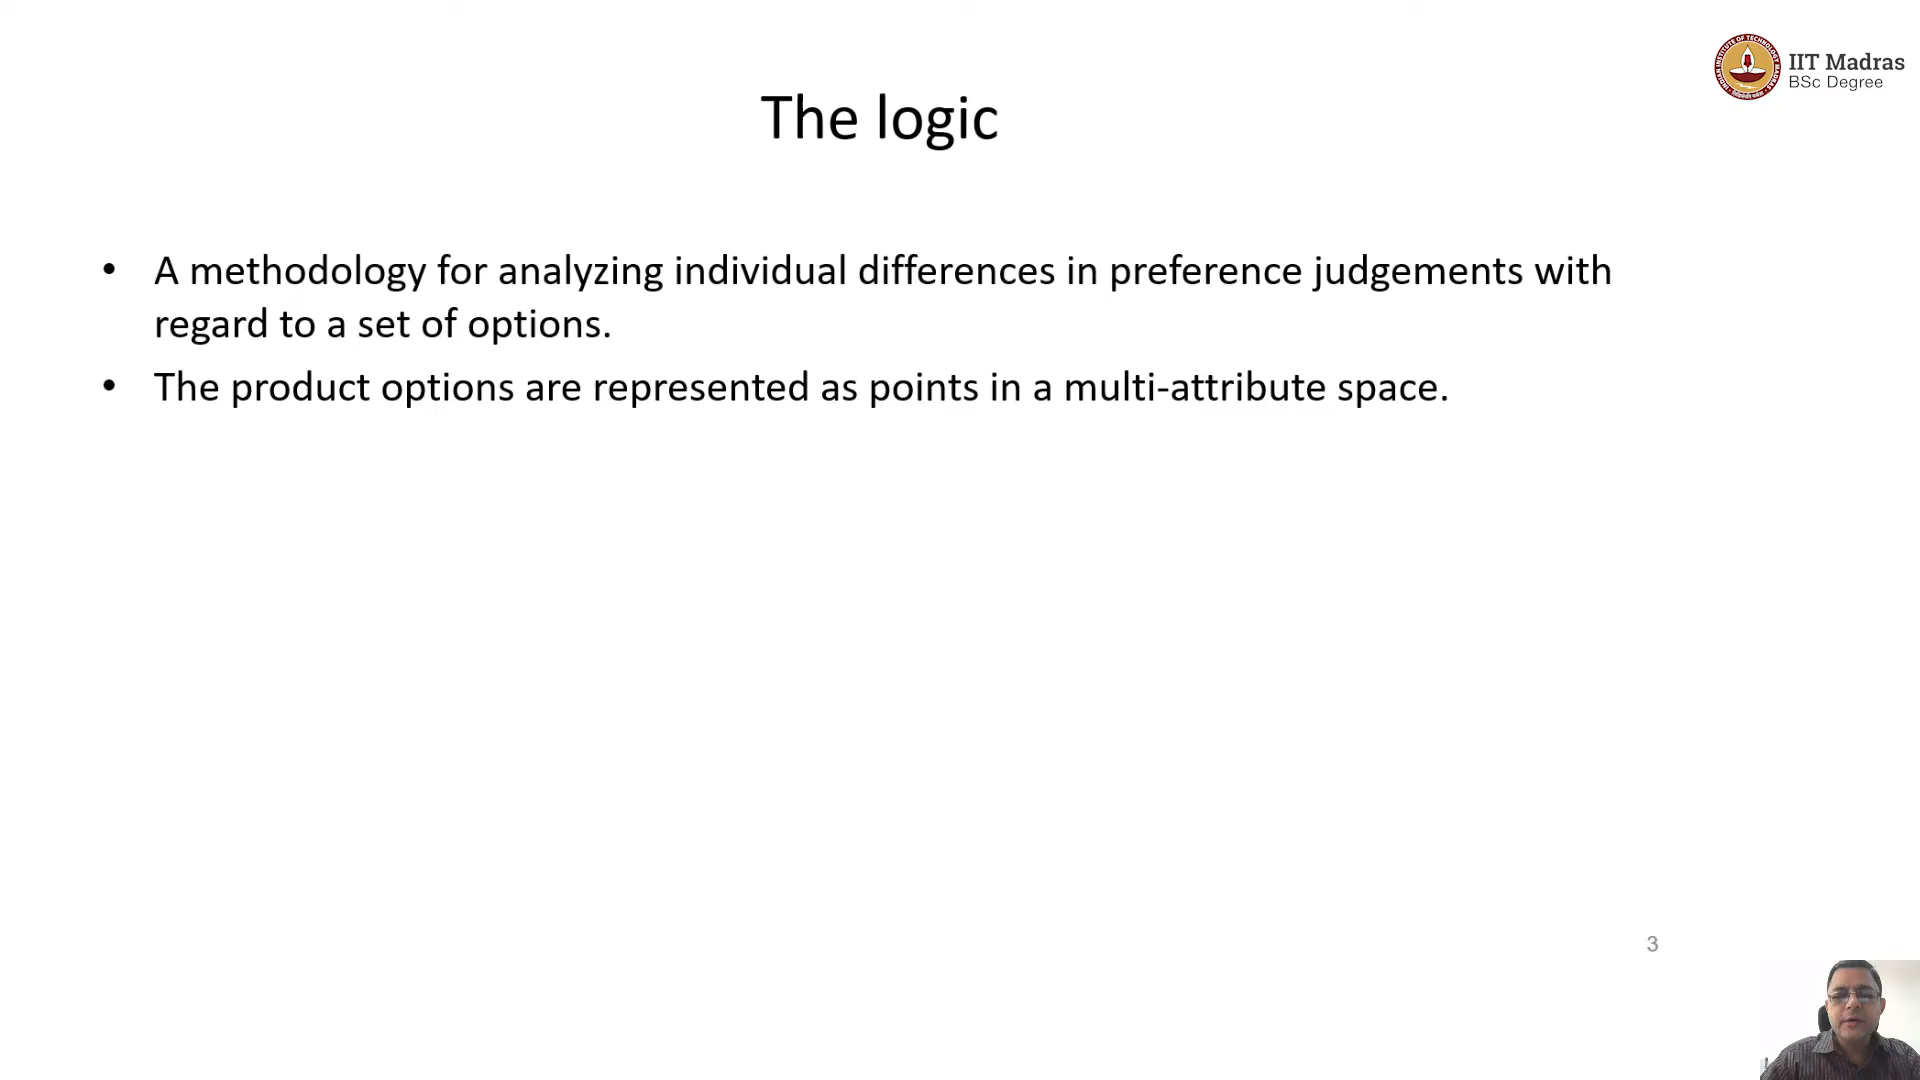 IIT Madras
BSc Degree
The logic
• A methodology for analyzing individual differences in preference judgements with
regard to a set of options.
• The product options are represented as points in a multi-attribute space.
3